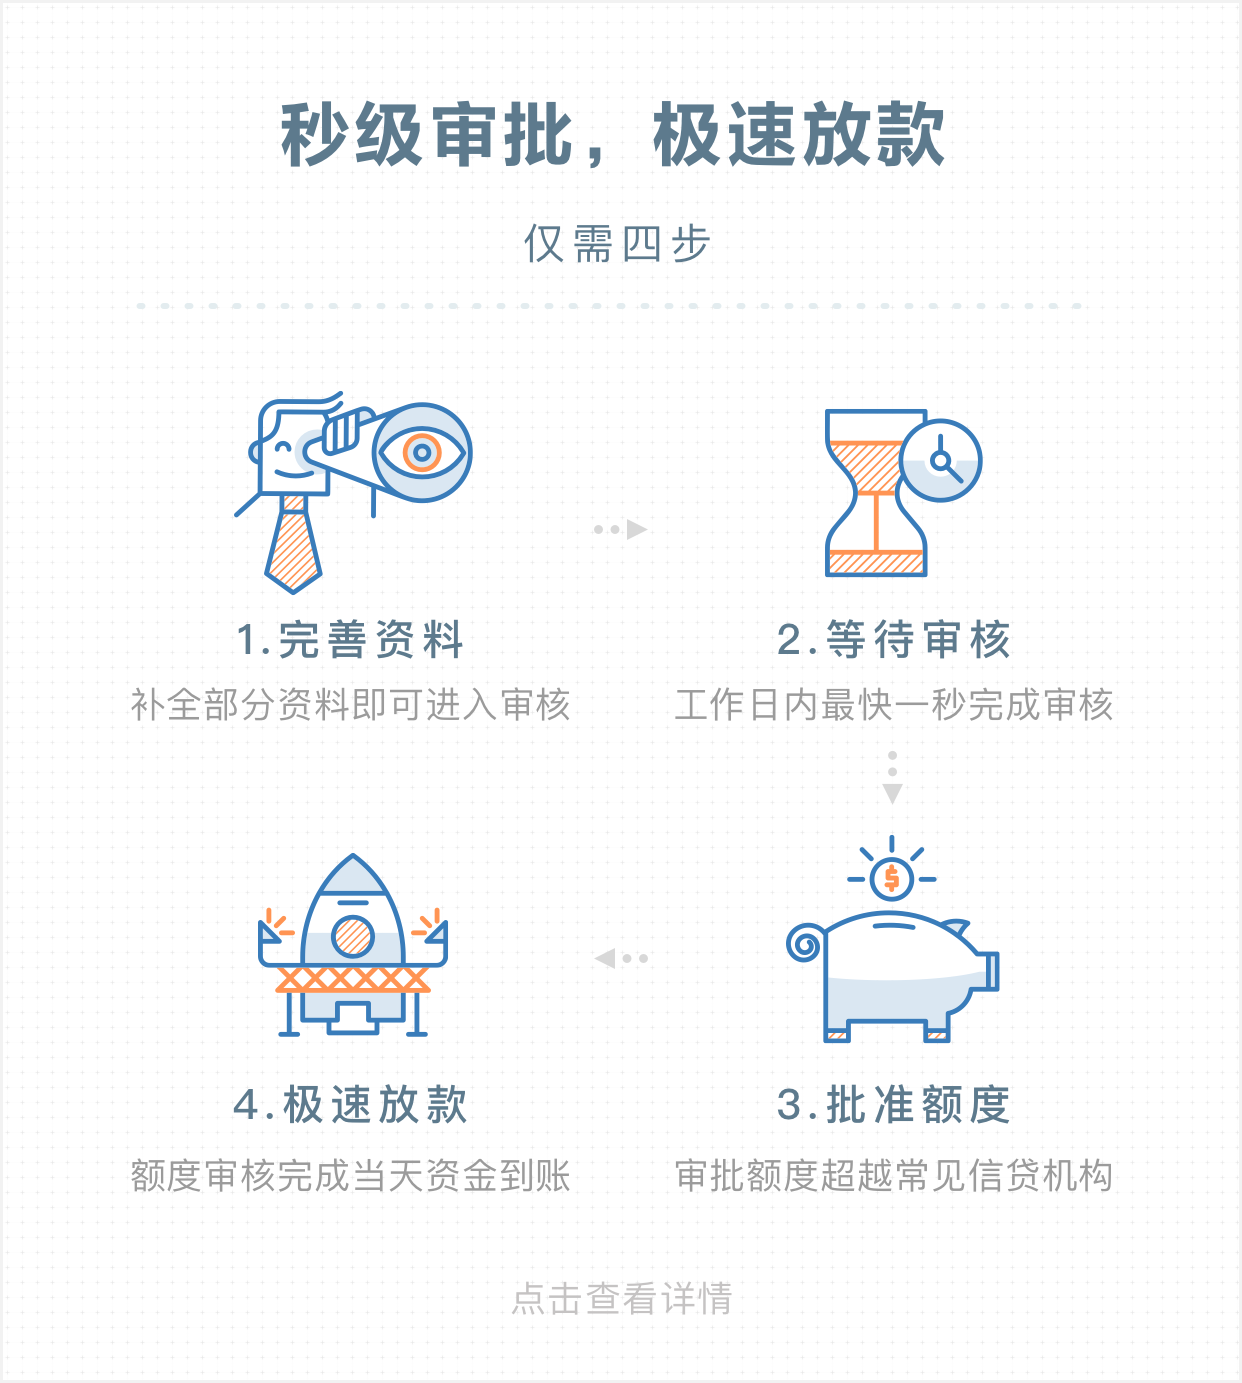 秒级审批，极速放款
仅需四步
1.完善资料
补全部分资料即可进入审核
2.等待审核
工作日内最快一秒完成审核
$
3.批准额度
审批额度超越常见信贷机构
4.极速放款
额度审核完成当天资金到账
点击查看详情